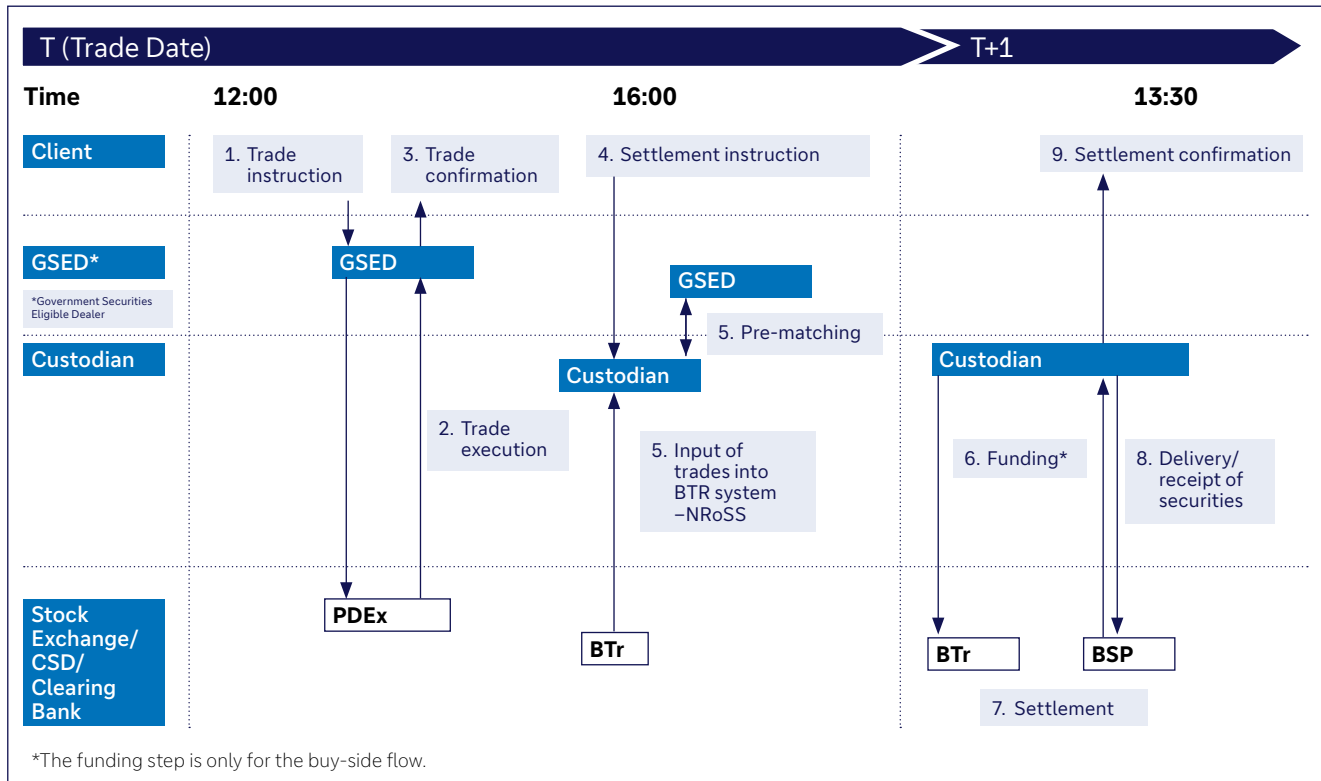 T (Trade Date)
T+1
Time
12:00
16:00
13:30
Client
1. Trade
instruction
3. Trade
confirmation
4. Settlement instruction
9. Settlement confirmation
GSED*
*Government Securities
Eligible Dealer
GSED
GSED
5. Pre-matching
Custodian
Custodian
Custodian
2. Trade
execution
5. Input of
trades into
BTR system
–NRoSS
6. Funding*
8. Delivery/
receipt of
securities
Stock
Exchange/
CSD/
Clearing
Bank
PDEx
BTr
BTr
BSP
7. Settlement
*The funding step is only for the buy-side flow.